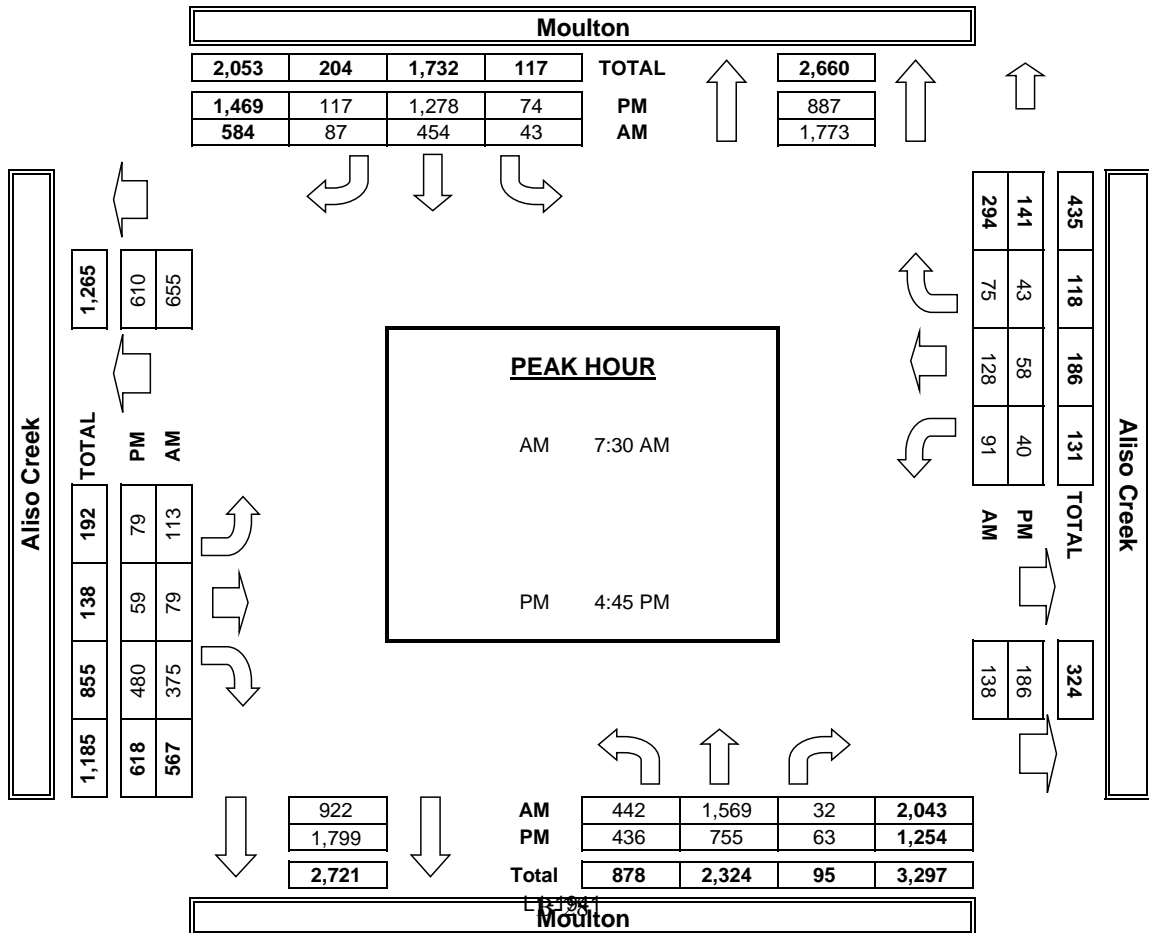 Moulton
2,053 204 1,732 117 TOTAL 2,660
1,469 117 1,278 74 PM 887
584 87 454 43 AM 1,773
Aliso Creek
1,265 610 655
TOTAL PM AM
192 79 113
138 59 79
855 480 375
1,185 618 567
PEAK HOUR
AM 7:30 AM
PM 4:45 PM
294 141 435
75 43 118
128 58 186
91 40 131
AM PM TOTAL
138 186 324
Aliso Creek
922 AM 442 1,569 32 2,043
1,799 PM 436 755 63 1,254
2,721 Total 878 2,324 95 3,297
Moulton